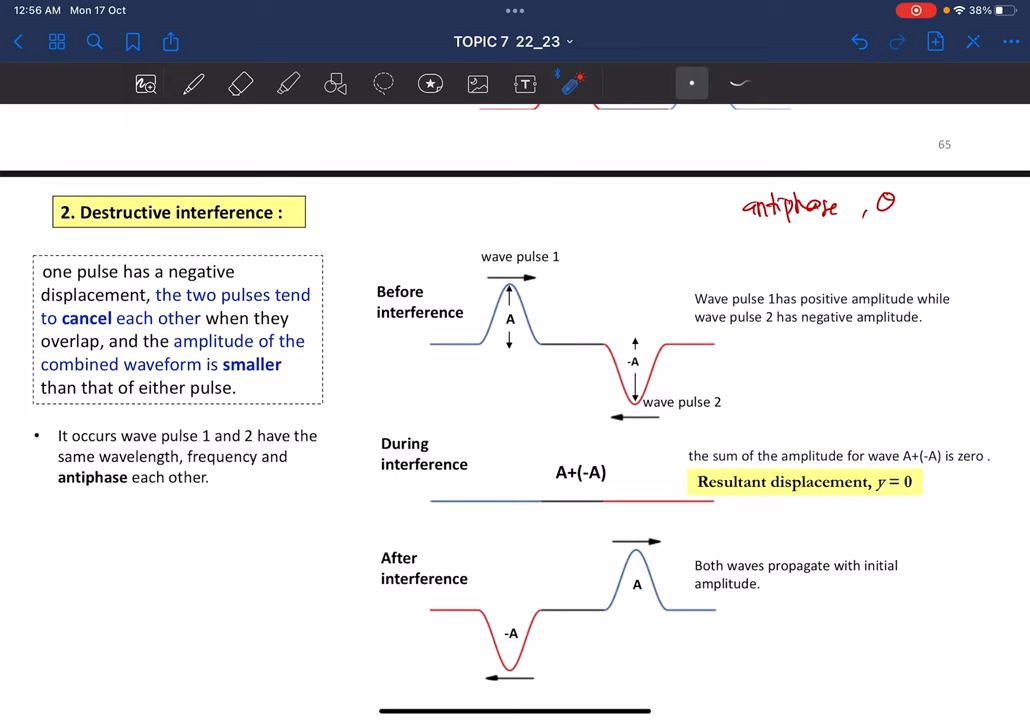 12:56 AM Mon 17 Oct
38%
TOPIC 7 22_23
65
2. Destructive interference :
antiphase , θ
one pulse has a negative
displacement, the two pulses tend
to cancel each other when they
overlap, and the amplitude of the
combined waveform is smaller
than that of either pulse.
• It occurs wave pulse 1 and 2 have the
same wavelength, frequency and
antiphase each other.
wave pulse 1
Before
interference
A
-A
wave pulse 2
Wave pulse 1has positive amplitude while
wave pulse 2 has negative amplitude.
During
interference
A+(-A)
the sum of the amplitude for wave A+(-A) is zero .
Resultant displacement, y = 0
After
interference
A
-A
Both waves propagate with initial
amplitude.